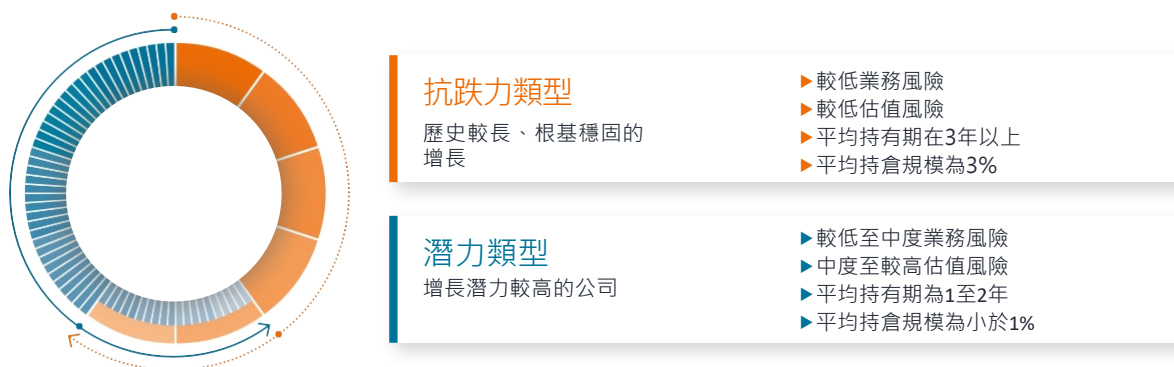 抗跌力類型
歷史較長、根基穩固的
增長
▶較低業務風險
▶較低估值風險
▶平均持有期在3年以上
▶平均持倉規模為3%
潛力類型
增長潛力較高的公司
▶較低至中度業務風險
▶中度至較高估值風險
▶平均持有期為1至2年
▶平均持倉規模為小於1%